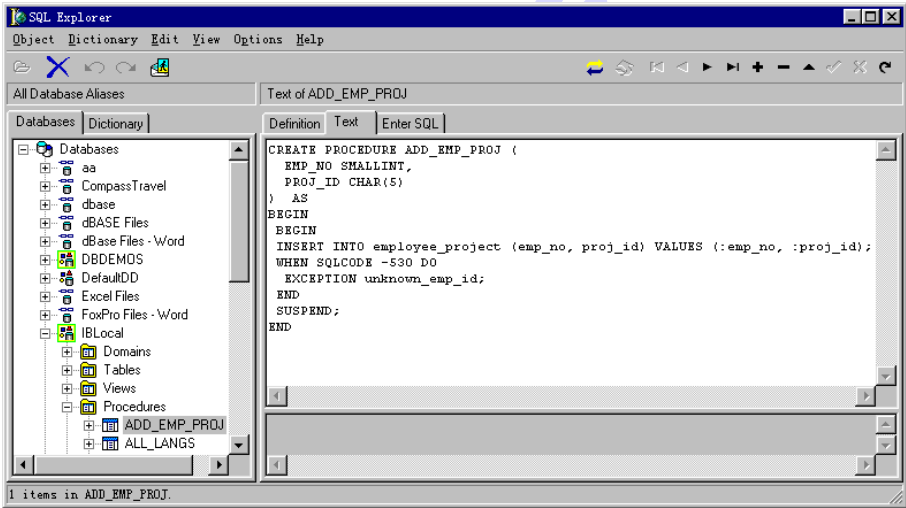 SQL Explorer
Object Dictionary Edit View Options Help
All Database Aliases
Text of ADD_EMP_PROJ
Databases Dictionary
Definition Text Enter SQL
Databases
aa
CompassTravel
dbase
dBASE Files
dBase Files - Word
DBDEMOS
DefaultDD
Excel Files
FoxPro Files - Word
IBLocal
Domains
Tables
Views
Procedures
ADD_EMP_PROJ
ALL_LANGS
CREATE PROCEDURE ADD_EMP_PROJ (
EMP_NO SMALLINT,
PROJ_ID CHAR(5)
) AS
BEGIN
BEGIN
INSERT INTO employee_project (emp_no, proj_id) VALUES (:emp_no, :proj_id);
WHEN SQLCODE -530 DO
EXCEPTION unknown_emp_id;
END
SUSPEND;
END
1 items in ADD_EMP_PROJ.